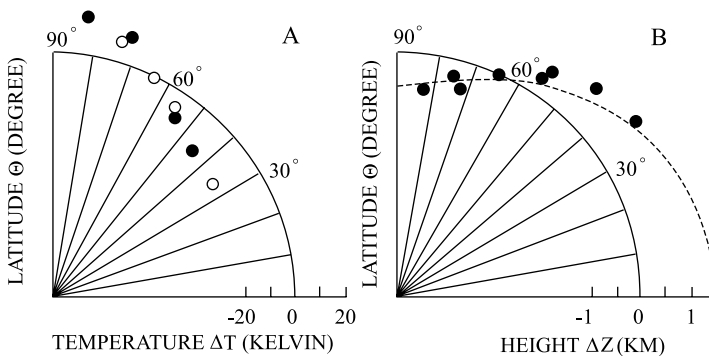 A
90°
60°
30°
LATITUDE Θ (DEGREE)
-20 0 20
TEMPERATURE ΔT (KELVIN)
B
90°
60°
30°
LATITUDE Θ (DEGREE)
-1 0 1
HEIGHT ΔZ (KM)